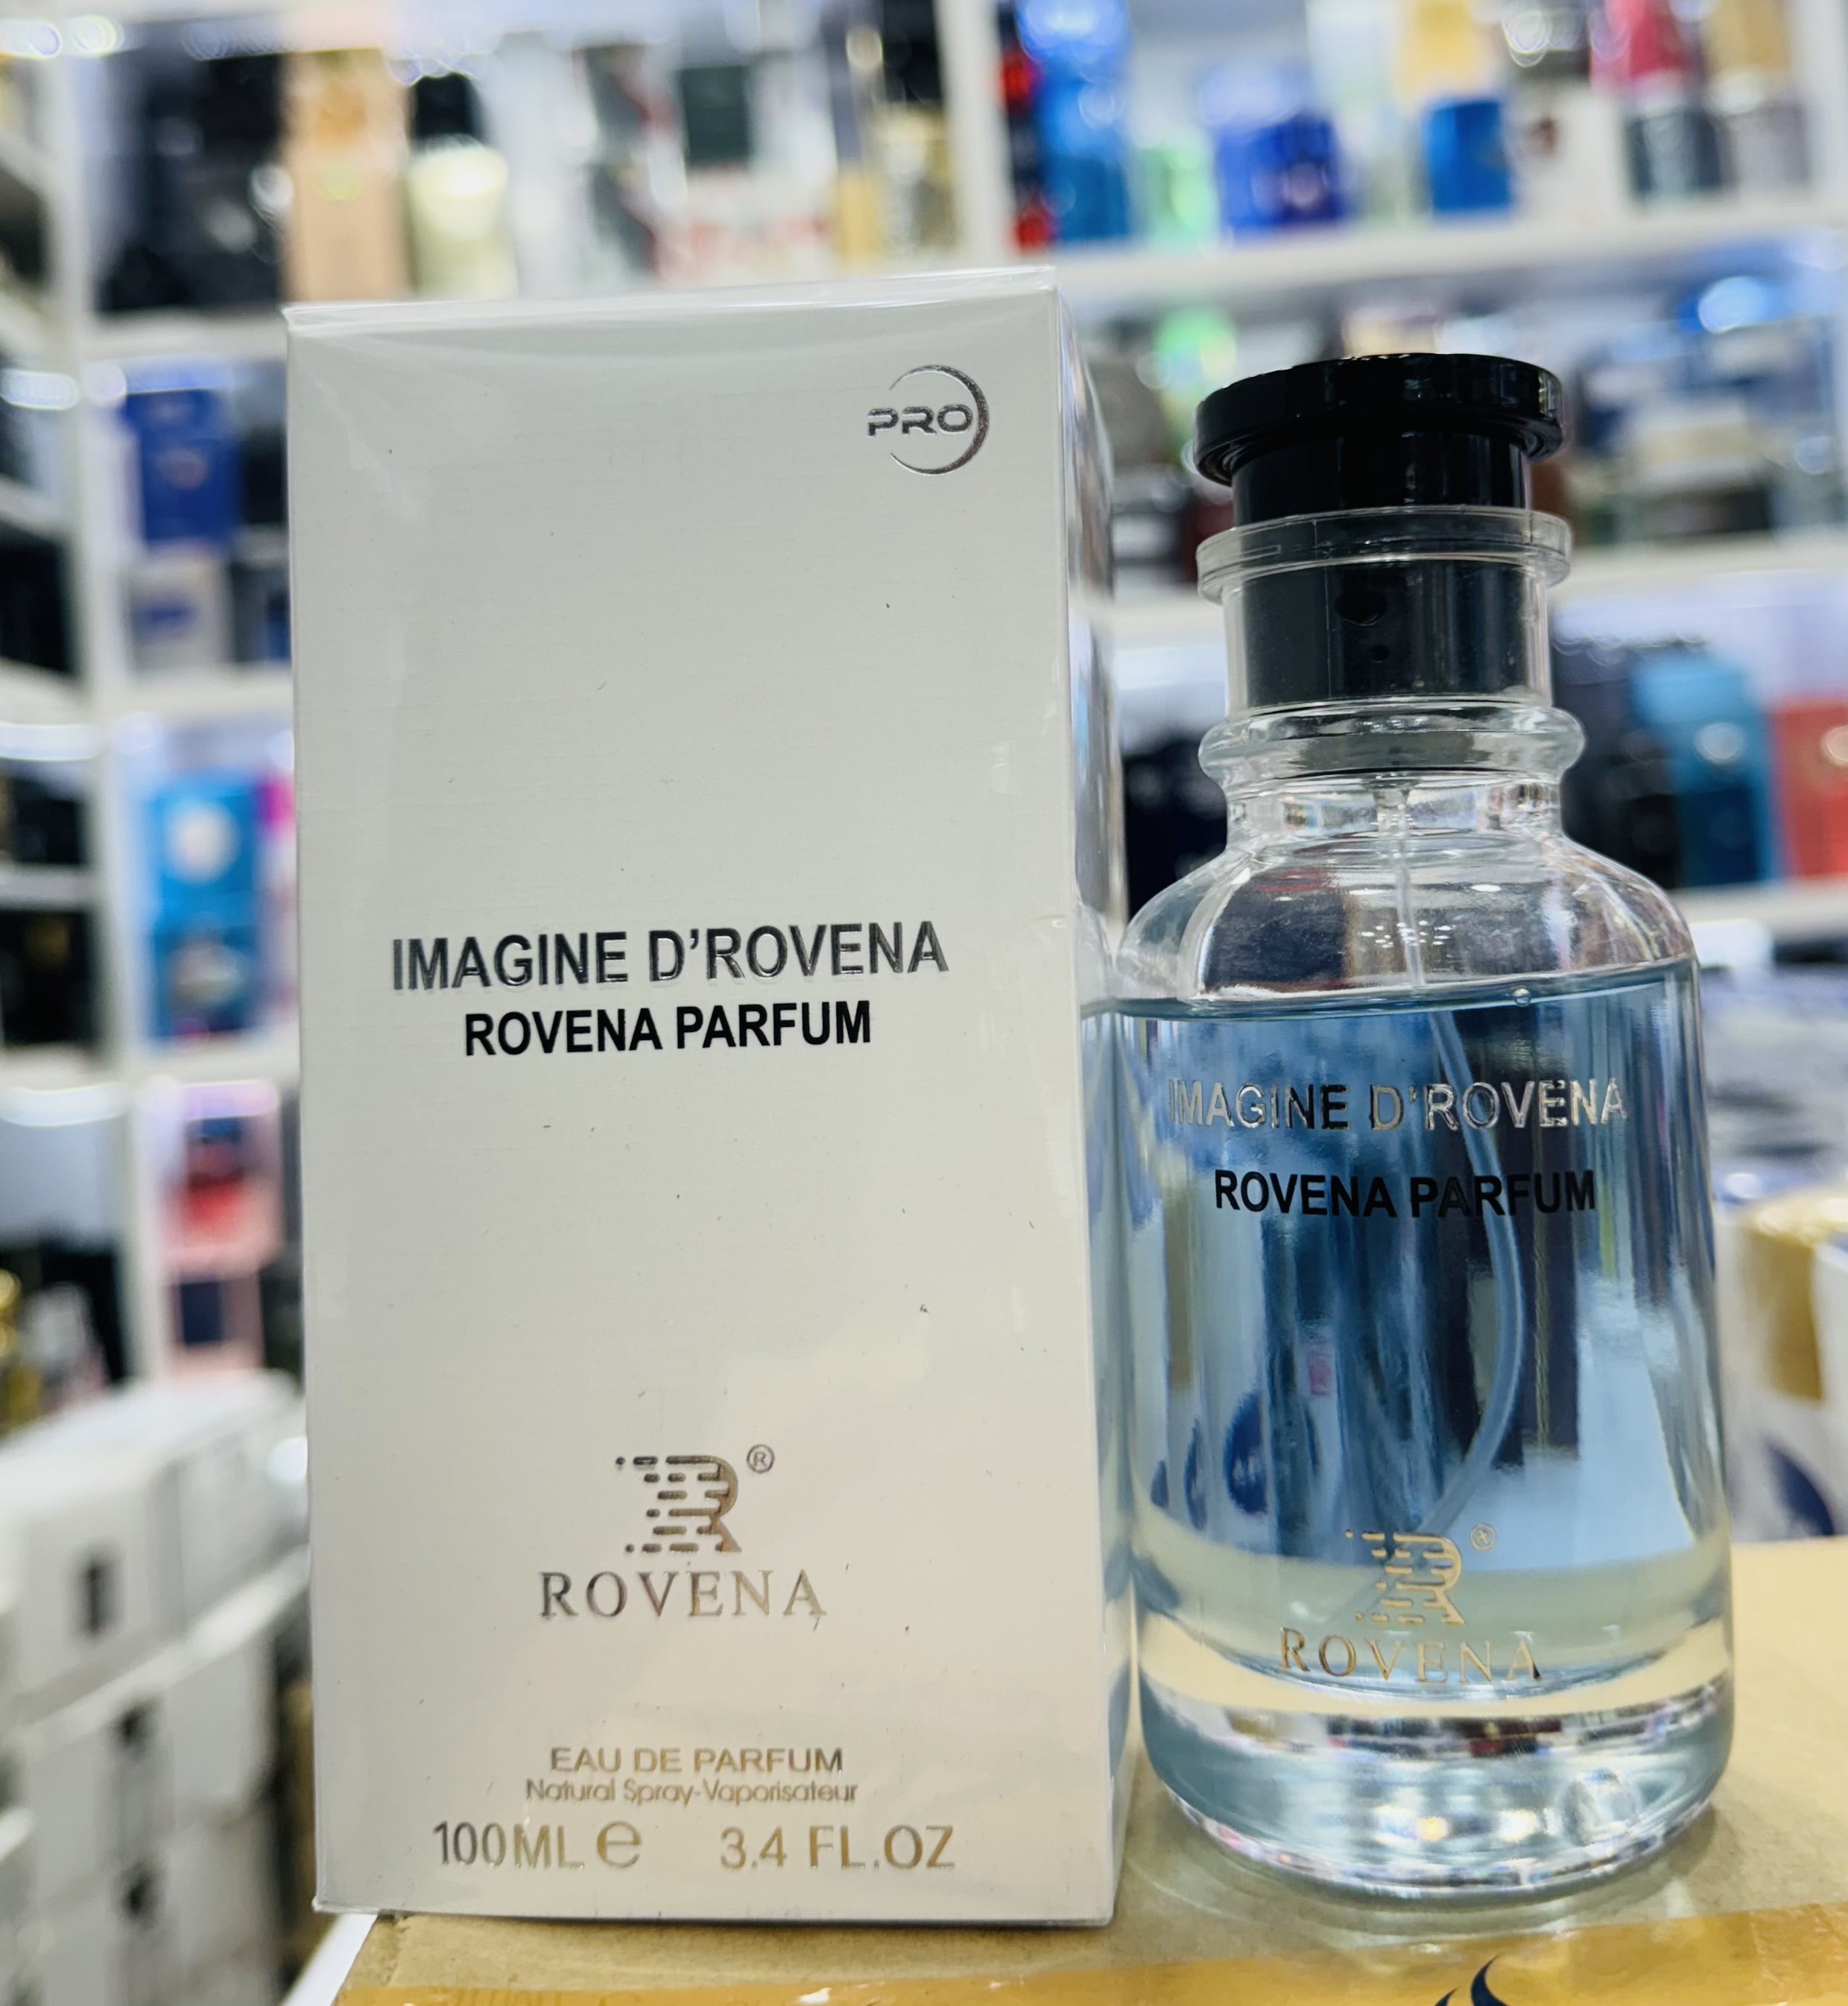 PRO
IMAGINE D'ROVENA
ROVENA PARFUM
R®
ROVENA
EAU DE PARFUM
Natural Spray-Vaporisateur
100ML e 3.4 FL.OZ
IMAGINE D'ROVENA
ROVENA PARFUM
R®
ROVENA